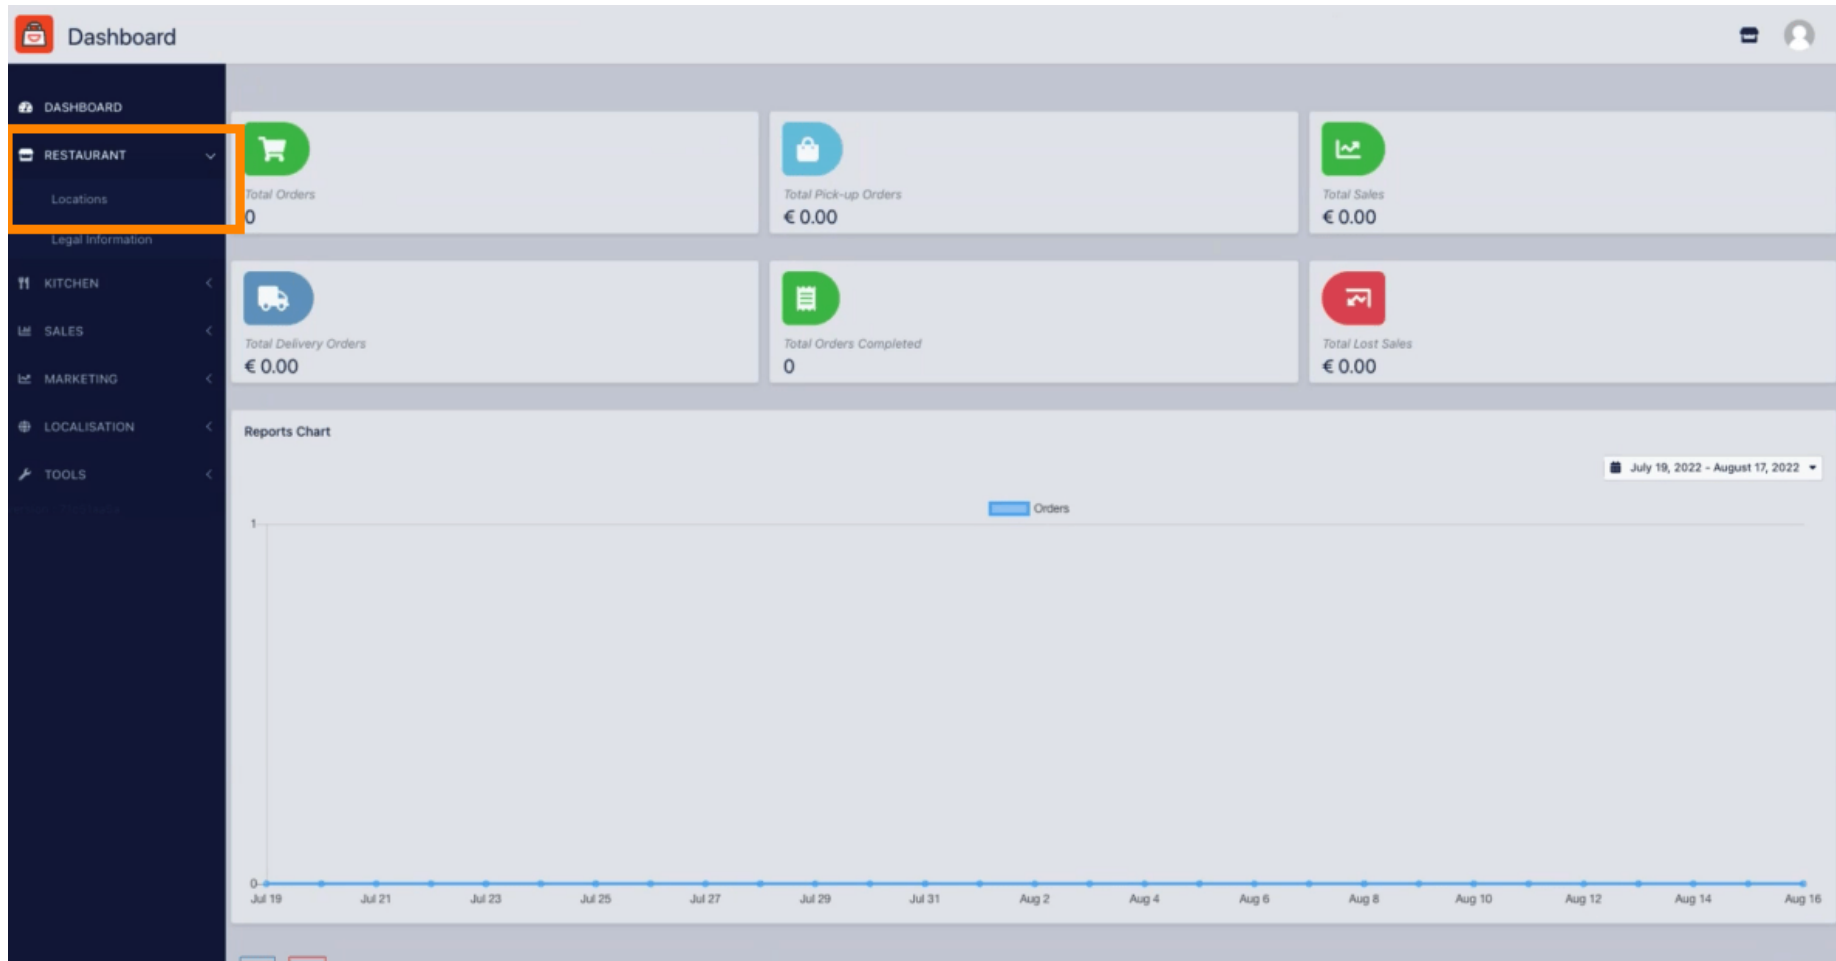 Dashboard
DASHBOARD
RESTAURANT
Locations
Legal Information
KITCHEN
SALES
MARKETING
LOCALISATION
TOOLS
Total Orders
0
Total Pick-up Orders
€ 0.00
Total Sales
€ 0.00
Total Delivery Orders
€ 0.00
Total Orders Completed
0
Total Lost Sales
€ 0.00
Reports Chart
July 19, 2022 - August 17, 2022
Orders
1
0
Jul 19 Jul 21 Jul 23 Jul 25 Jul 27 Jul 29 Jul 31 Aug 2 Aug 4 Aug 6 Aug 8 Aug 10 Aug 12 Aug 14 Aug 16